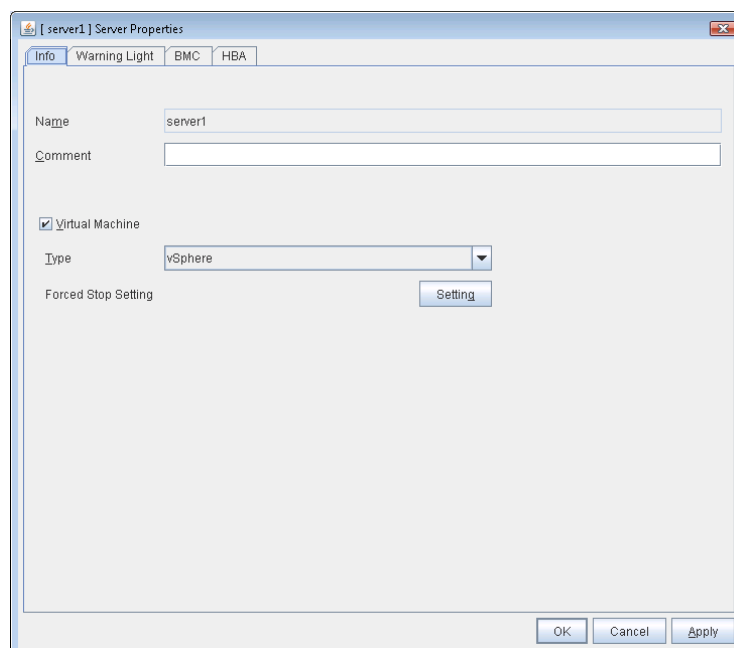 [ server1 ] Server Properties
Info Warning Light BMC HBA
Name server1
Comment
Virtual Machine
Type vSphere
Forced Stop Setting Setting
OK Cancel Apply